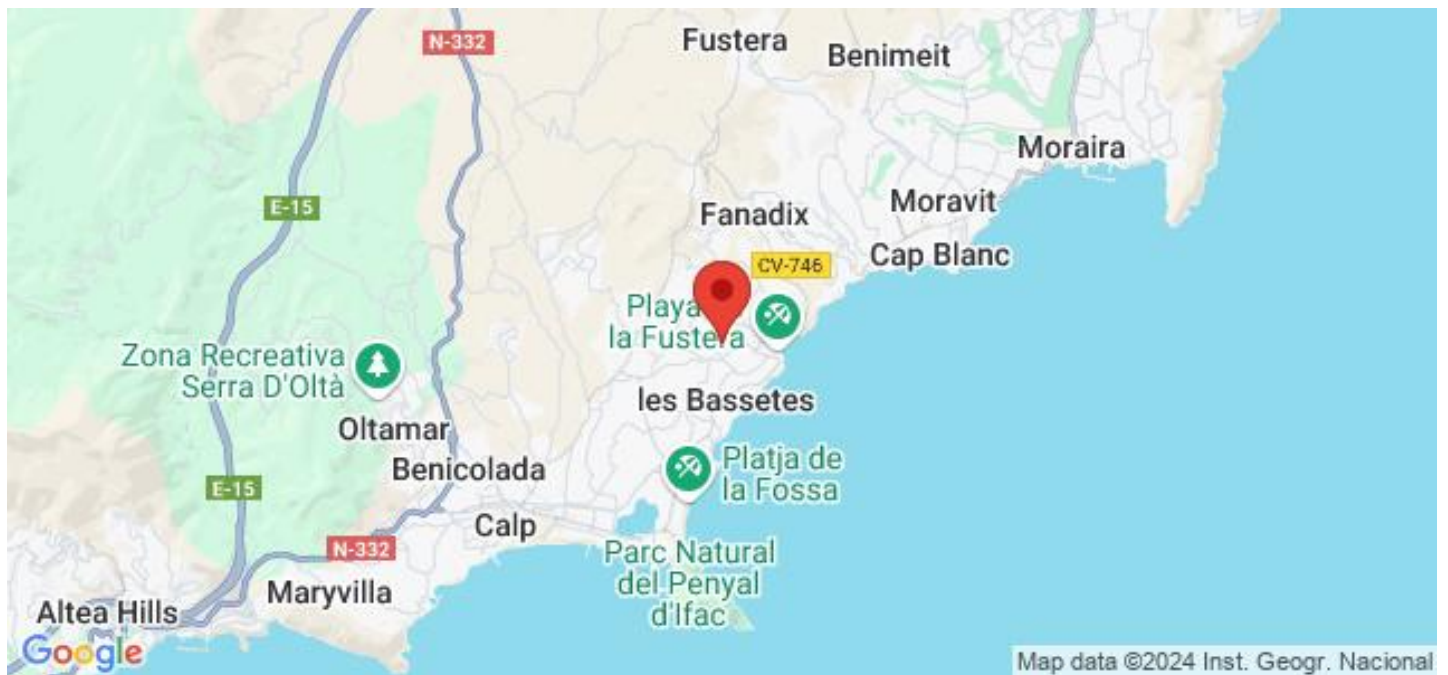 N-332
Fustera
Benimeit
Moraira
E-15
Fanadix
Moravit
CV-746
Cap Blanc
Playa
la Fustera
Zona Recreativa
Serra D'Oltà
les Bassetes
Oltamar
Benicolada
Platja de
la Fossa
E-15
Calp
N-332
Parc Natural
del Penyal
d'Ifac
Maryvilla
Altea Hills
Google
Map data ©2024 Inst. Geogr. Nacional